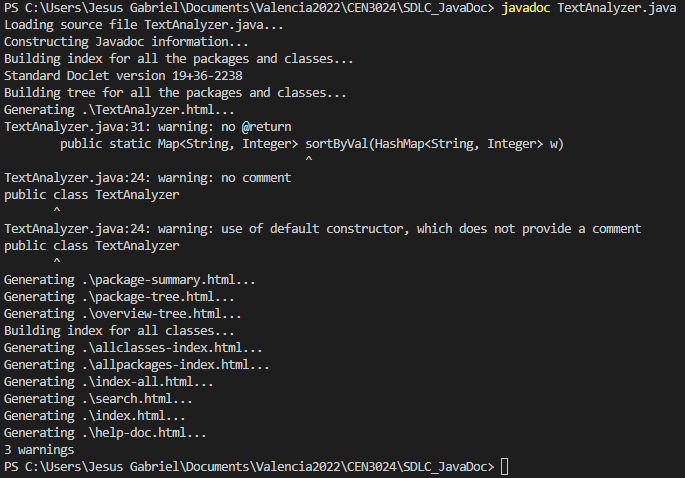 PS C:\Users\Jesus Gabriel\Documents\Valencia2022\CEN3024\SDLC_JavaDoc> javadoc TextAnalyzer.java
Loading source file TextAnalyzer.java...
Constructing Javadoc information...
Building index for all the packages and classes...
Standard Doclet version 19+36-2238
Building tree for all the packages and classes...
Generating .\TextAnalyzer.html...
TextAnalyzer.java:31: warning: no @return
        public static Map<String, Integer> sortByVal(HashMap<String, Integer> w)
                                           ^
TextAnalyzer.java:24: warning: no comment
public class TextAnalyzer
       ^
TextAnalyzer.java:24: warning: use of default constructor, which does not provide a comment
public class TextAnalyzer
       ^
Generating .\package-summary.html...
Generating .\package-tree.html...
Generating .\overview-tree.html...
Building index for all classes...
Generating .\allclasses-index.html...
Generating .\allpackages-index.html...
Generating .\index-all.html...
Generating .\search.html...
Generating .\index.html...
Generating .\help-doc.html...
3 warnings
PS C:\Users\Jesus Gabriel\Documents\Valencia2022\CEN3024\SDLC_JavaDoc>